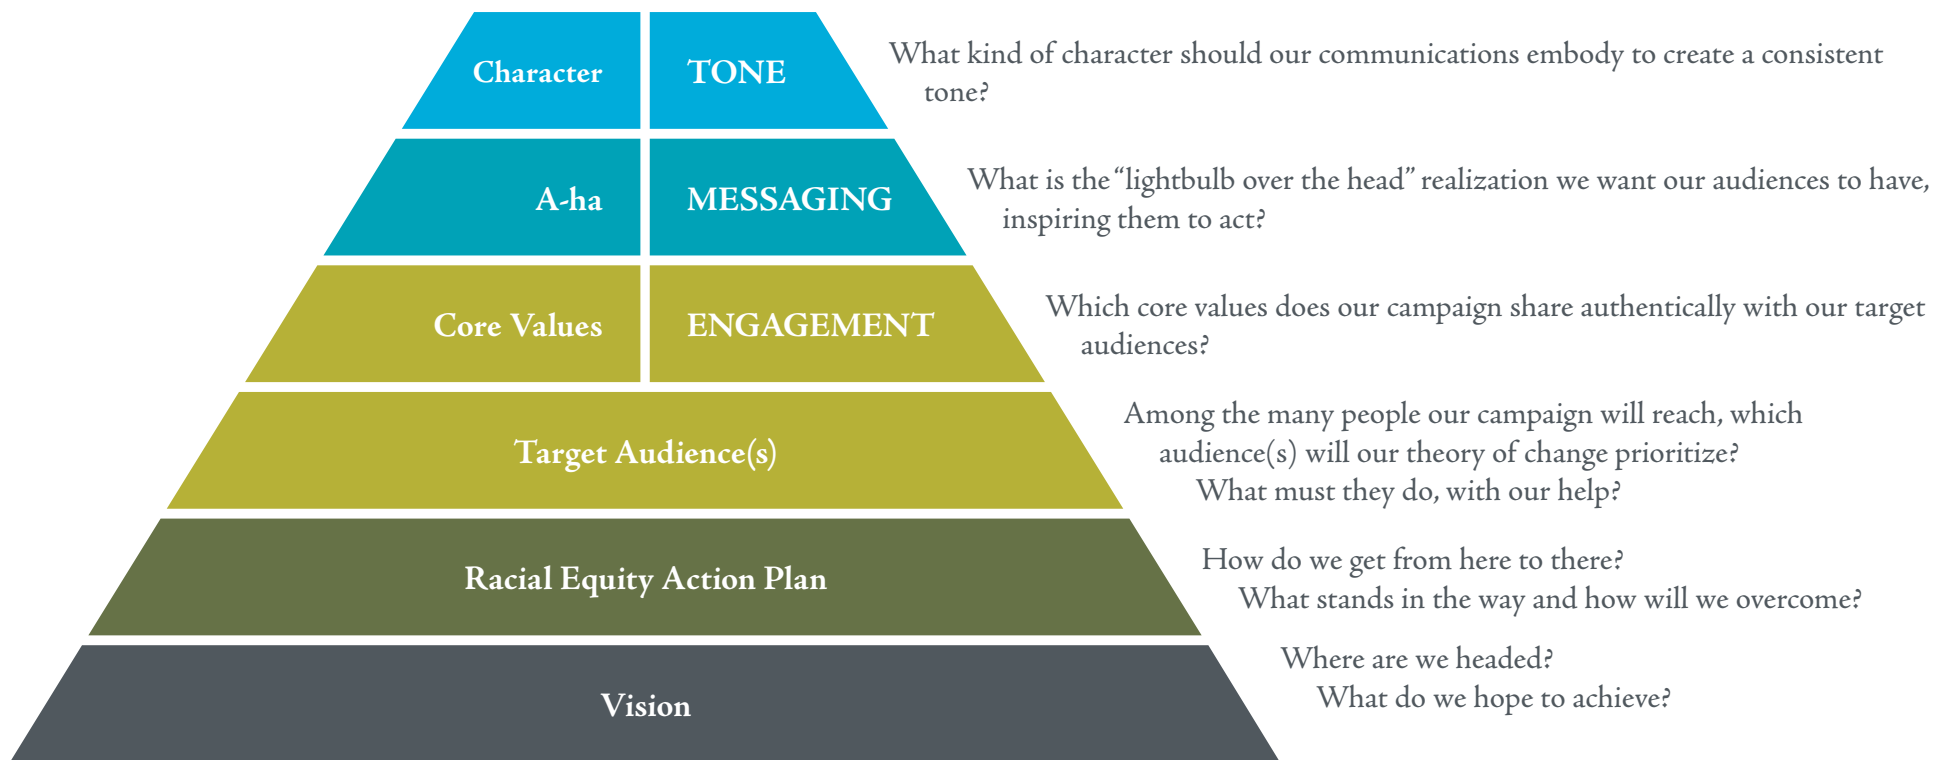 Character TONE
What kind of character should our communications embody to create a consistent
tone?
A-ha MESSAGING
What is the “lightbulb over the head” realization we want our audiences to have,
inspiring them to act?
Core Values ENGAGEMENT
Which core values does our campaign share authentically with our target
audiences?
Target Audience(s)
Among the many people our campaign will reach, which
audience(s) will our theory of change prioritize?
What must they do, with our help?
Racial Equity Action Plan
How do we get from here to there?
What stands in the way and how will we overcome?
Vision
Where are we headed?
What do we hope to achieve?